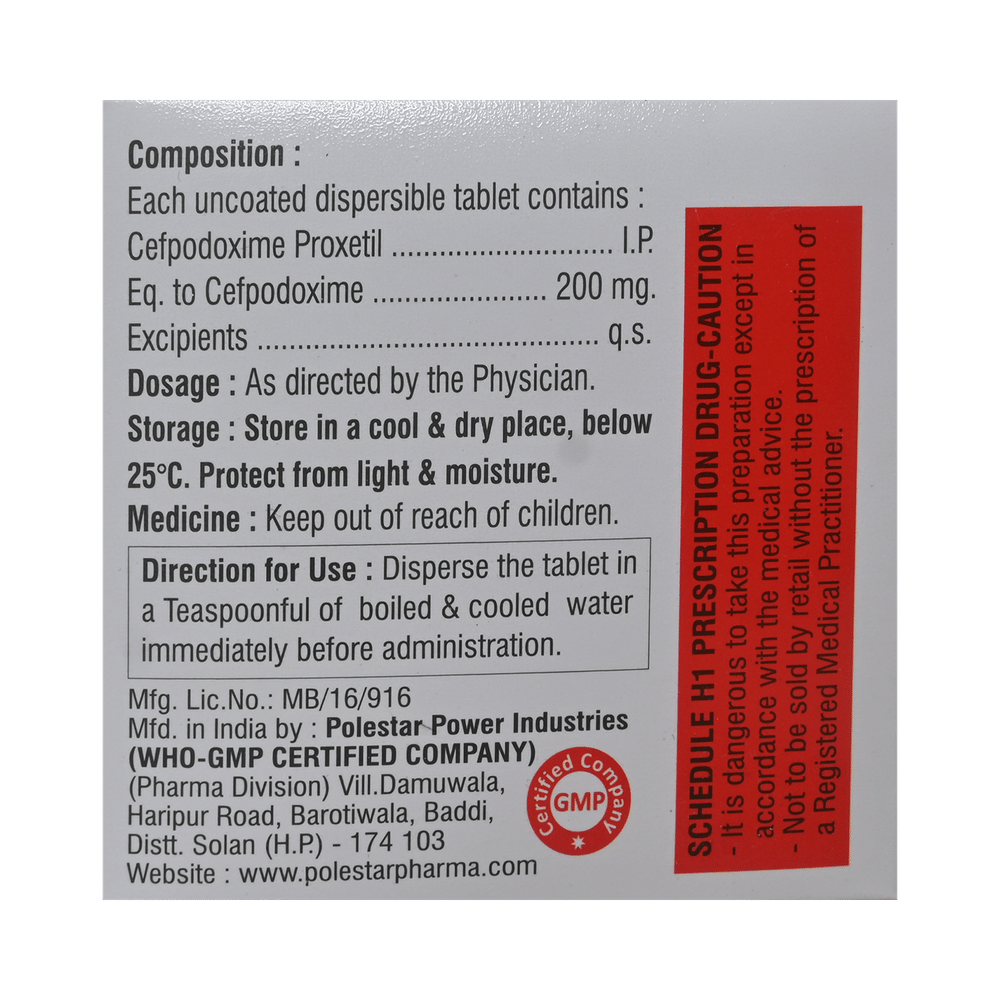 Composition :
Each uncoated dispersible tablet contains :
Cefpodoxime Proxetil ............................ I.P.
Eq. to Cefpodoxime ...................... 200 mg.
Excipients ........................................... q.s.
Dosage : As directed by the Physician.
Storage : Store in a cool & dry place, below
25°C. Protect from light & moisture.
Medicine : Keep out of reach of children.
Direction for Use : Disperse the tablet in
a Teaspoonful of boiled & cooled water
immediately before administration.
Mfg. Lic.No.: MB/16/916
Mfd. in India by : Polestar Power Industries
(WHO-GMP CERTIFIED COMPANY)
(Pharma Division) Vill.Damuwala,
Haripur Road, Barotiwala, Baddi,
Distt. Solan (H.P.) - 174 103
Website : www.polestarpharma.com
Certified Company
GMP
SCHEDULE H1 PRESCRIPTION DRUG-CAUTION
- It is dangerous to take this preparation except in
accordance with the medical advice.
- Not to be sold by retail without the prescription of
a Registered Medical Practitioner.